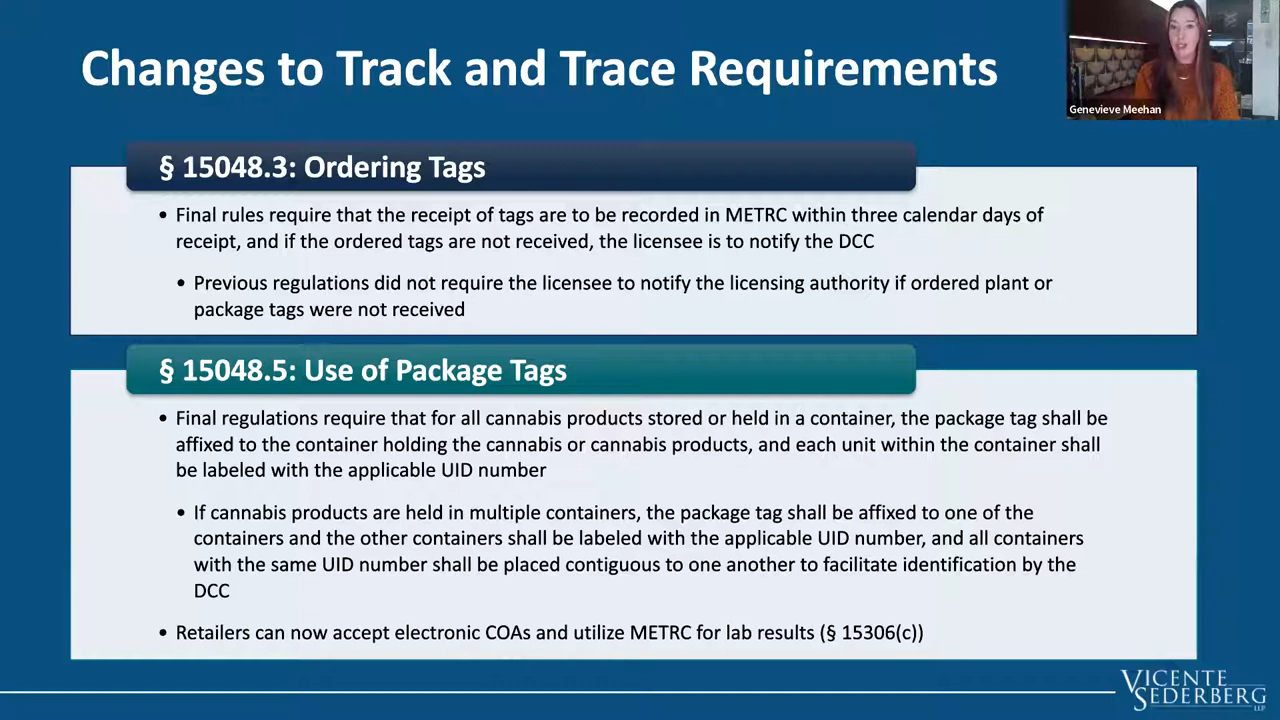 Changes to Track and Trace Requirements
Genevieve Meehan
§ 15048.3: Ordering Tags
• Final rules require that the receipt of tags are to be recorded in METRC within three calendar days of
receipt, and if the ordered tags are not received, the licensee is to notify the DCC
• Previous regulations did not require the licensee to notify the licensing authority if ordered plant or
package tags were not received
§ 15048.5: Use of Package Tags
• Final regulations require that for all cannabis products stored or held in a container, the package tag shall be
affixed to the container holding the cannabis or cannabis products, and each unit within the container shall
be labeled with the applicable UID number
• If cannabis products are held in multiple containers, the package tag shall be affixed to one of the
containers and the other containers shall be labeled with the applicable UID number, and all containers
with the same UID number shall be placed contiguous to one another to facilitate identification by the
DCC
• Retailers can now accept electronic COAs and utilize METRC for lab results (§ 15306(c))
VICENTE
SEDERBERG
LLP